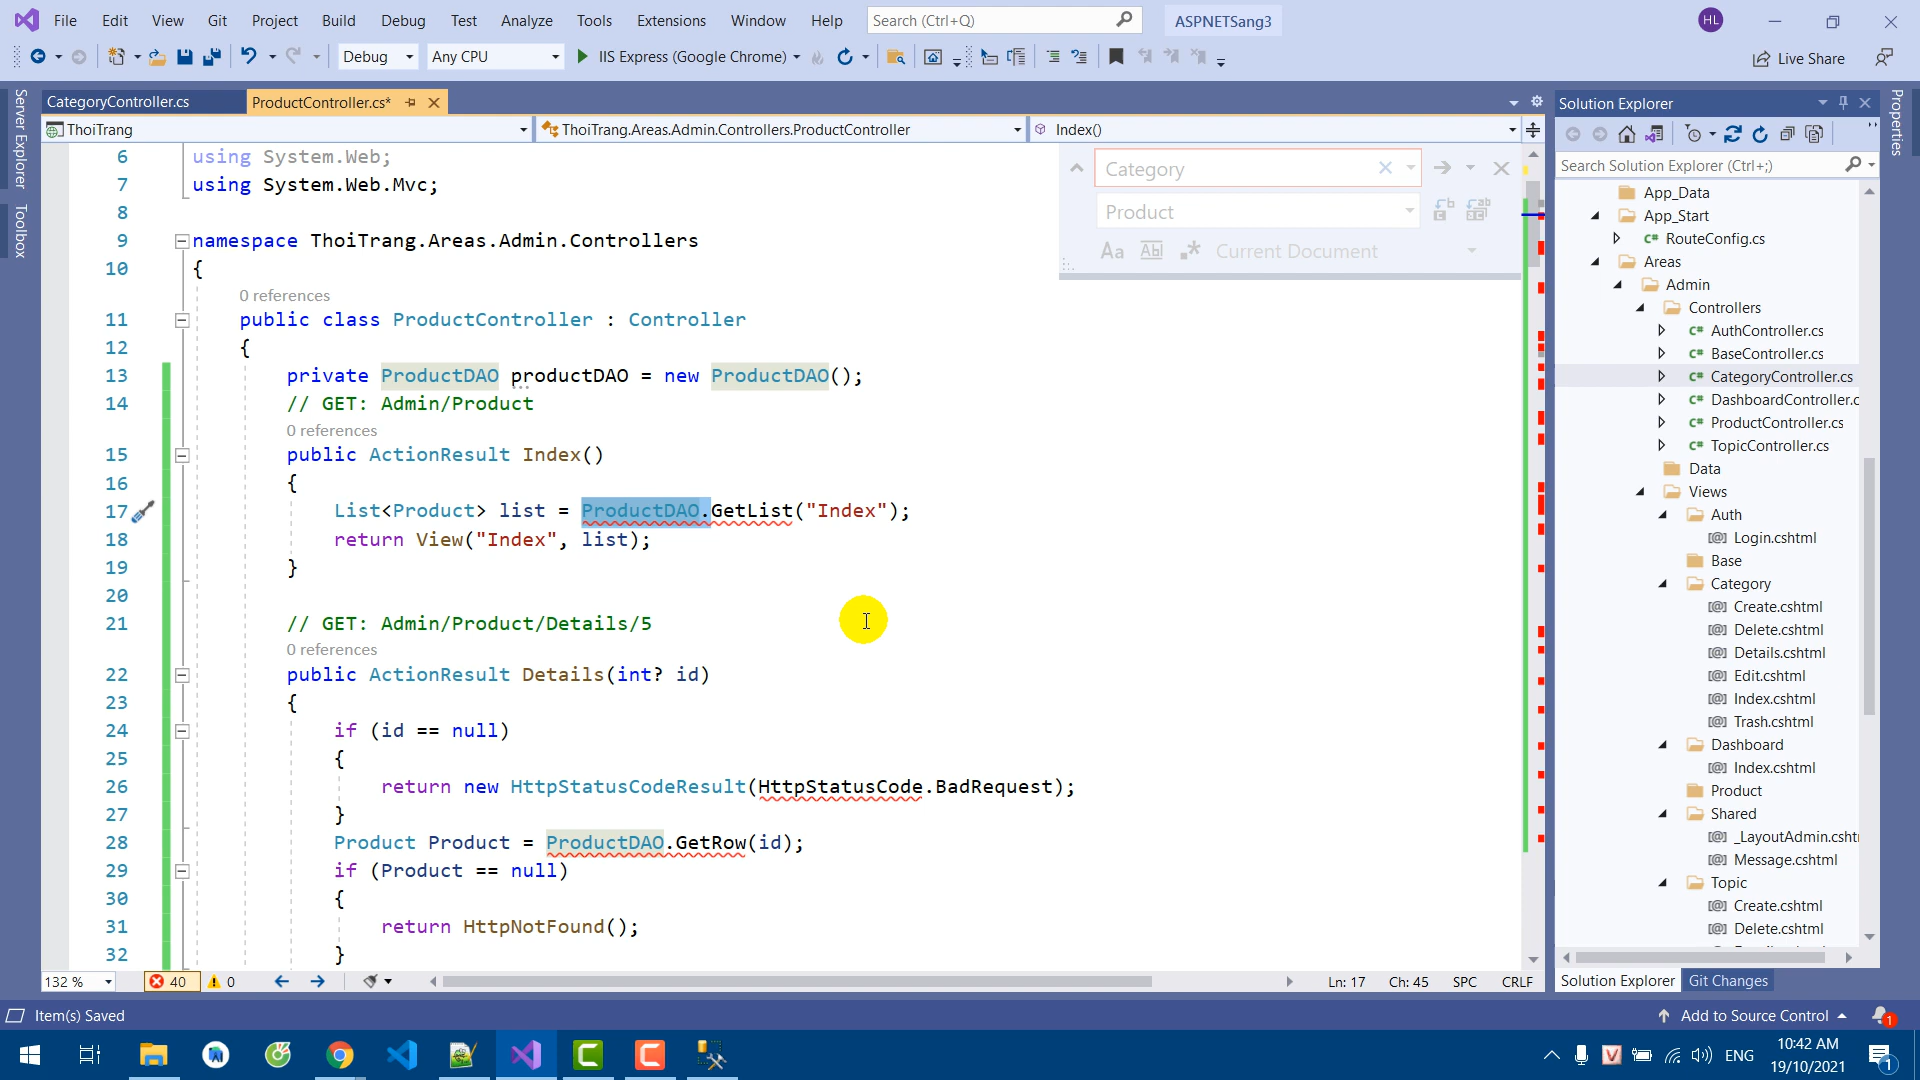 File Edit View Git Project Build Debug Test Analyze Tools Extensions Window Help Search (Ctrl+Q) ASPNETSang3 HL
Debug Any CPU IIS Express (Google Chrome) Live Share
Server Explorer
Toolbox
CategoryController.cs ProductController.cs*
ThoiTrang ThoiTrang.Areas.Admin.Controllers.ProductController Index()
6 using System.Web;
7 using System.Web.Mvc;
8
9 namespace ThoiTrang.Areas.Admin.Controllers
10 {
0 references
11 public class ProductController : Controller
12 {
13 private ProductDAO productDAO = new ProductDAO();
14 // GET: Admin/Product
0 references
15 public ActionResult Index()
16 {
17 List<Product> list = ProductDAO.GetList("Index");
18 return View("Index", list);
19 }
20
21 // GET: Admin/Product/Details/5
0 references
22 public ActionResult Details(int? id)
23 {
24 if (id == null)
25 {
26 return new HttpStatusCodeResult(HttpStatusCode.BadRequest);
27 }
28 Product Product = ProductDAO.GetRow(id);
29 if (Product == null)
30 {
31 return HttpNotFound();
32 }
Category
Product
Aa Ab Current Document
132 % 40 0 Ln: 17 Ch: 45 SPC CRLF
Solution Explorer
Search Solution Explorer (Ctrl+;)
App_Data
App_Start
C# RouteConfig.cs
Areas
Admin
Controllers
C# AuthController.cs
C# BaseController.cs
C# CategoryController.cs
C# DashboardController.c
C# ProductController.cs
C# TopicController.cs
Data
Views
Auth
[@] Login.cshtml
Base
Category
[@] Create.cshtml
[@] Delete.cshtml
[@] Details.cshtml
[@] Edit.cshtml
[@] Index.cshtml
[@] Trash.cshtml
Dashboard
[@] Index.cshtml
Product
Shared
[@] _LayoutAdmin.csht
[@] Message.cshtml
Topic
[@] Create.cshtml
[@] Delete.cshtml
Solution Explorer Git Changes
Properties
Item(s) Saved Add to Source Control 1
ENG 10:42 AM
19/10/2021 1